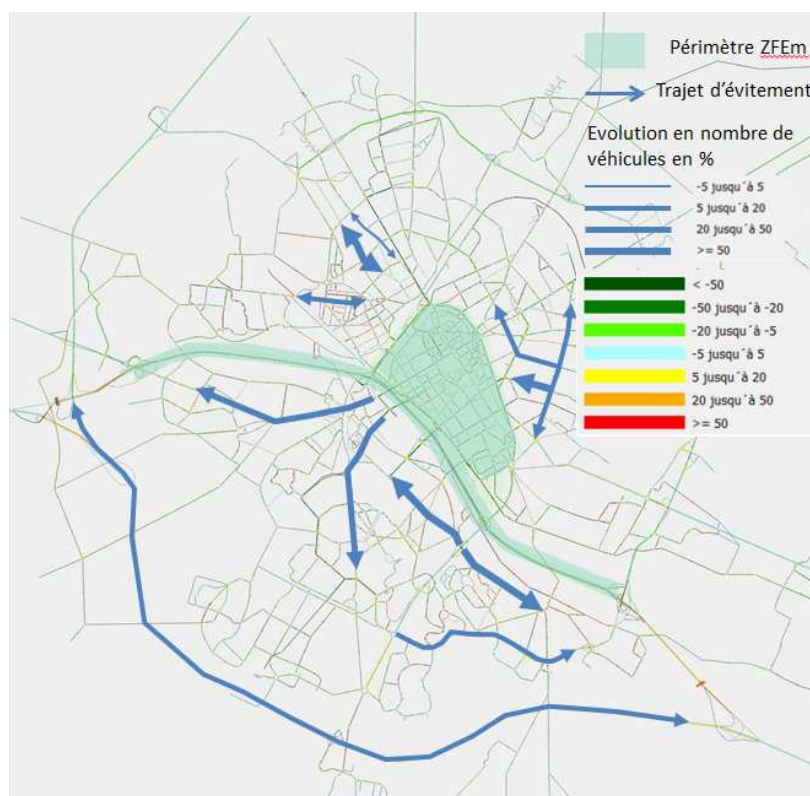 Périmètre ZFEm
Trajet d’évitement
Evolution en nombre de
véhicules en %
-5 jusqu´à 5
5 jusqu´à 20
20 jusqu´à 50
>= 50
< -50
-50 jusqu´à -20
-20 jusqu´à -5
-5 jusqu´à 5
5 jusqu´à 20
20 jusqu´à 50
>= 50